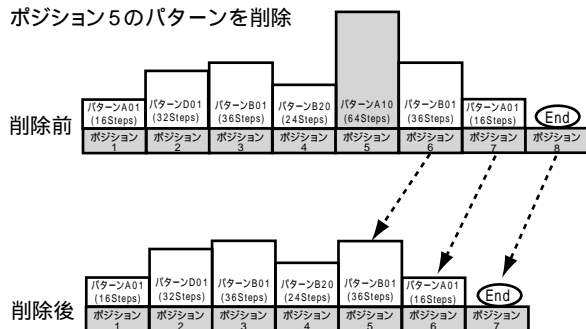 ポジション5のパターンを削除
削除前
パターンA01
(16Steps)
パターンD01
(32Steps)
パターンB01
(36Steps)
パターンB20
(24Steps)
パターンA10
(64Steps)
パターンB01
(36Steps)
パターンA01
(16Steps)
End
ポジション
1
ポジション
2
ポジション
3
ポジション
4
ポジション
5
ポジション
6
ポジション
7
ポジション
8
削除後
パターンA01
(16Steps)
パターンD01
(32Steps)
パターンB01
(36Steps)
パターンB20
(24Steps)
パターンB01
(36Steps)
パターンA01
(16Steps)
End
ポジション
1
ポジション
2
ポジション
3
ポジション
4
ポジション
5
ポジション
6
ポジション
7